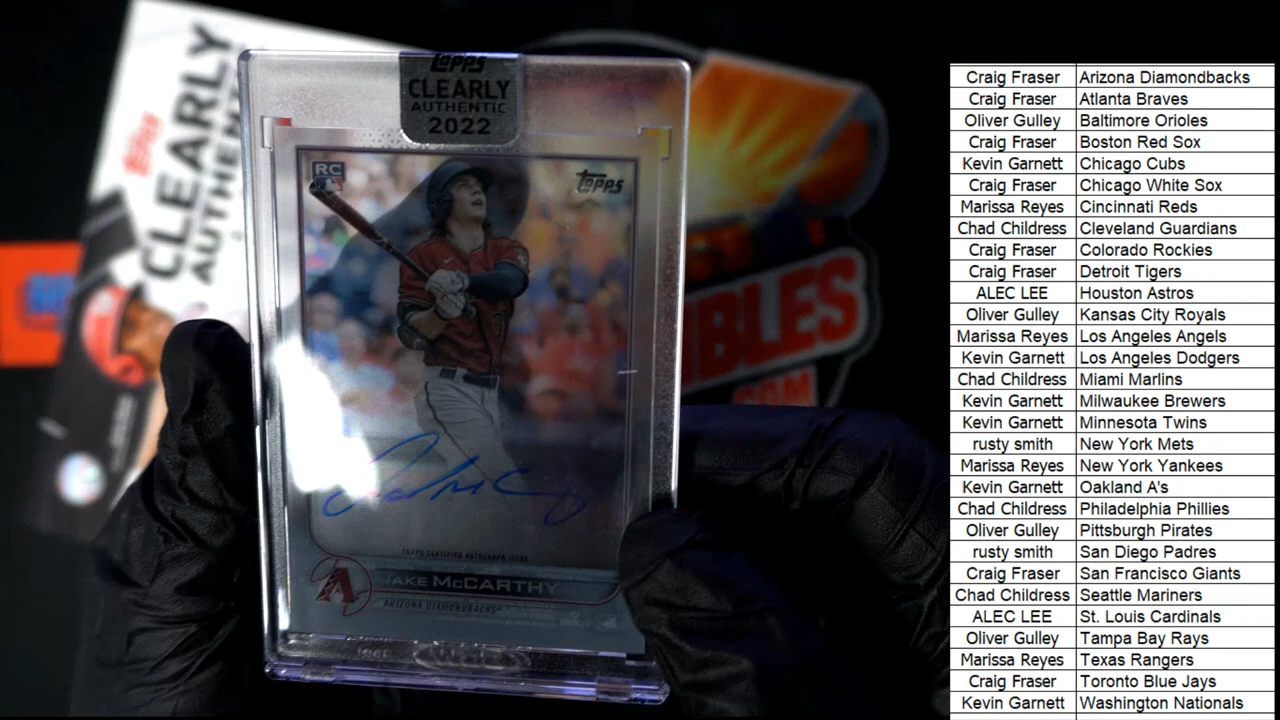 Topps
CLEARLY
AUTHENTIC
2022
RC
Topps
TOPPS CERTIFIED AUTOGRAPH ISSUE
JAKE MCCARTHY
ARIZONA DIAMONDBACKS
A
Topps
CLEARLY
IBLES
.COM
Craig Fraser Arizona Diamondbacks
Craig Fraser Atlanta Braves
Oliver Gulley Baltimore Orioles
Craig Fraser Boston Red Sox
Kevin Garnett Chicago Cubs
Craig Fraser Chicago White Sox
Marissa Reyes Cincinnati Reds
Chad Childress Cleveland Guardians
Craig Fraser Colorado Rockies
Craig Fraser Detroit Tigers
ALEC LEE Houston Astros
Oliver Gulley Kansas City Royals
Marissa Reyes Los Angeles Angels
Kevin Garnett Los Angeles Dodgers
Chad Childress Miami Marlins
Kevin Garnett Milwaukee Brewers
Kevin Garnett Minnesota Twins
rusty smith New York Mets
Marissa Reyes New York Yankees
Kevin Garnett Oakland A's
Chad Childress Philadelphia Phillies
Oliver Gulley Pittsburgh Pirates
rusty smith San Diego Padres
Craig Fraser San Francisco Giants
Chad Childress Seattle Mariners
ALEC LEE St. Louis Cardinals
Oliver Gulley Tampa Bay Rays
Marissa Reyes Texas Rangers
Craig Fraser Toronto Blue Jays
Kevin Garnett Washington Nationals